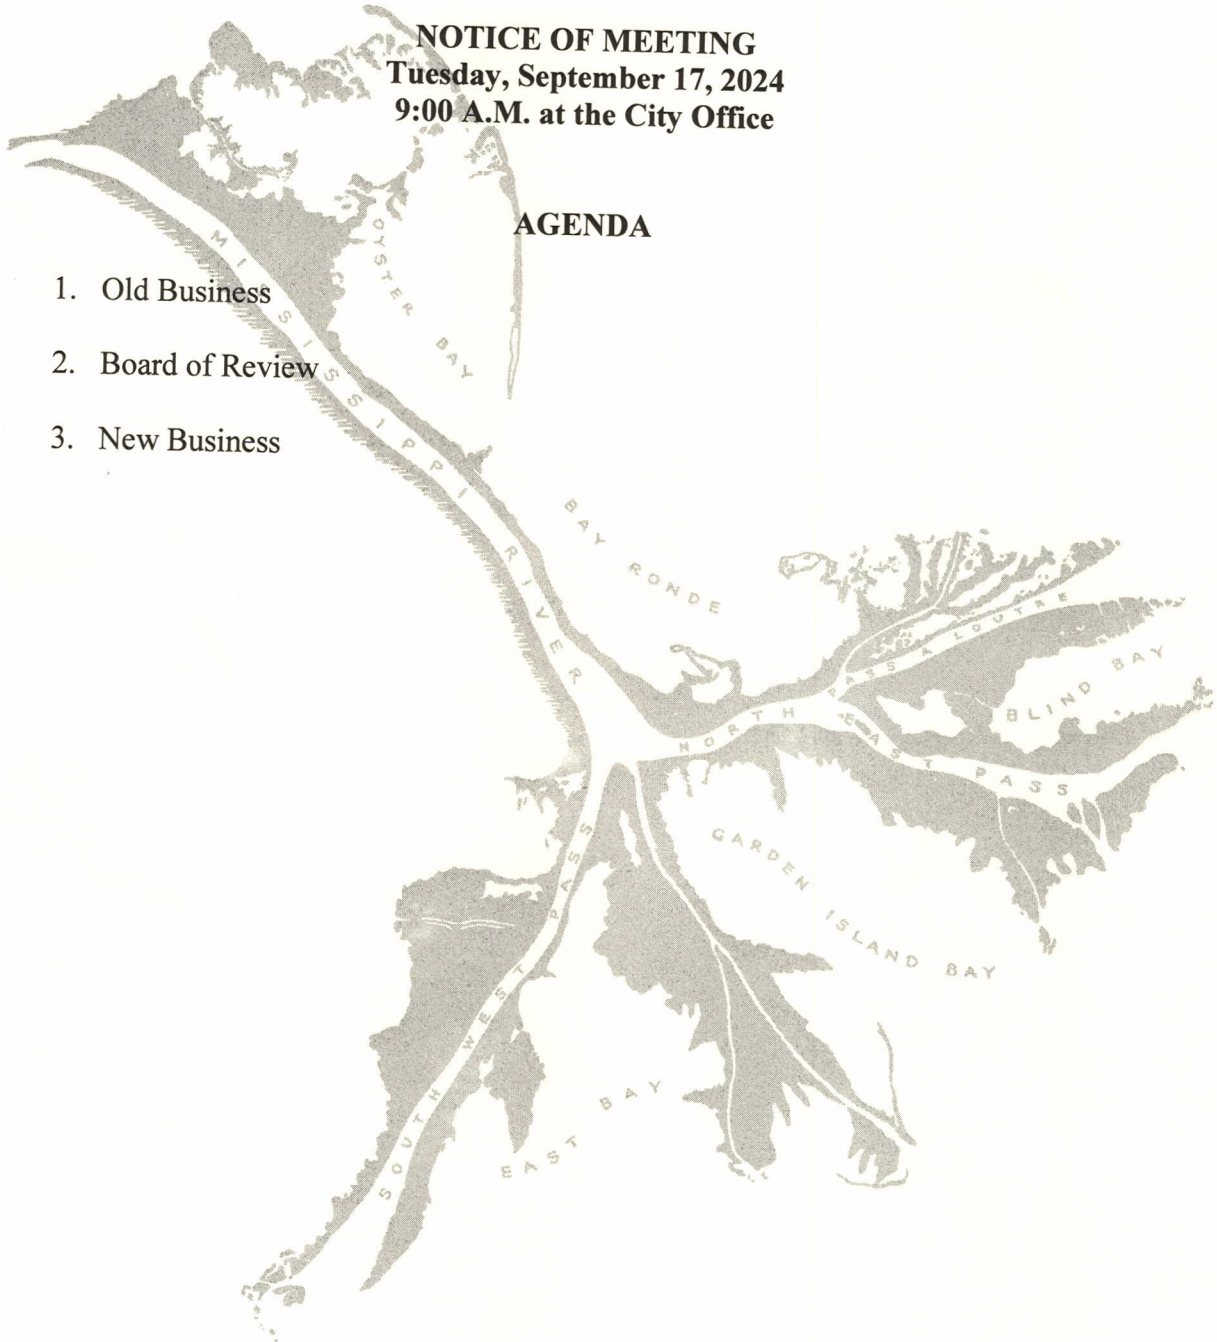 NOTICE OF MEETING
Tuesday, September 17, 2024
9:00 A.M. at the City Office
AGENDA
1. Old Business
2. Board of Review
3. New Business
OYSTER BAY
MISSISSIPPI RIVER
BAY RONDE
PASS A LOUTRE
BLIND BAY
NORTH EAST PASS
GARDEN ISLAND BAY
SOUTH WEST PASS
EAST BAY